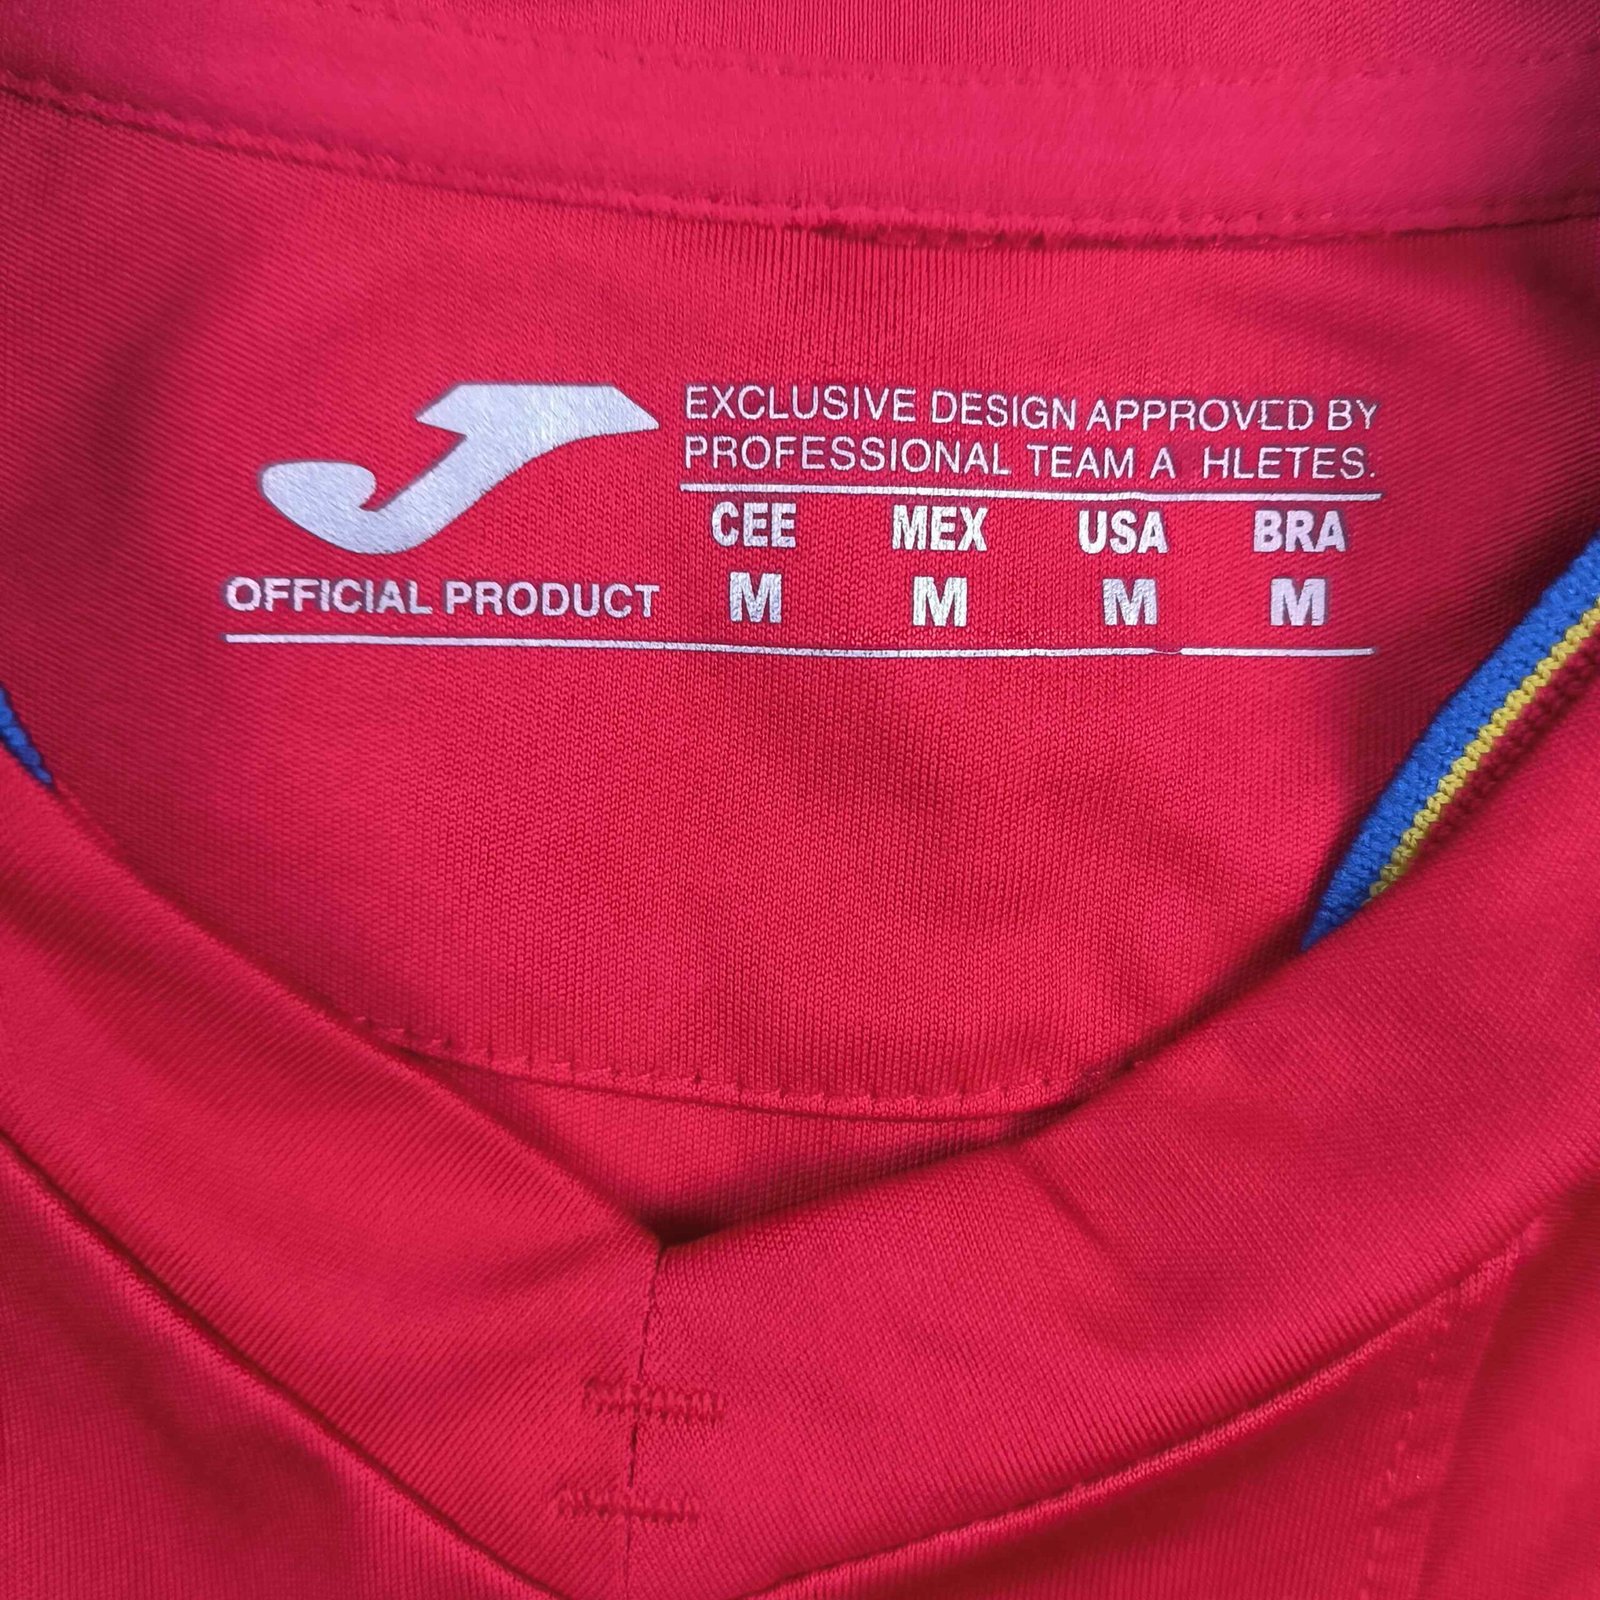 EXCLUSIVE DESIGN APPROVED BY
PROFESSIONAL TEAM A HLETES.
CEE MEX USA BRA
M M M M
OFFICIAL PRODUCT